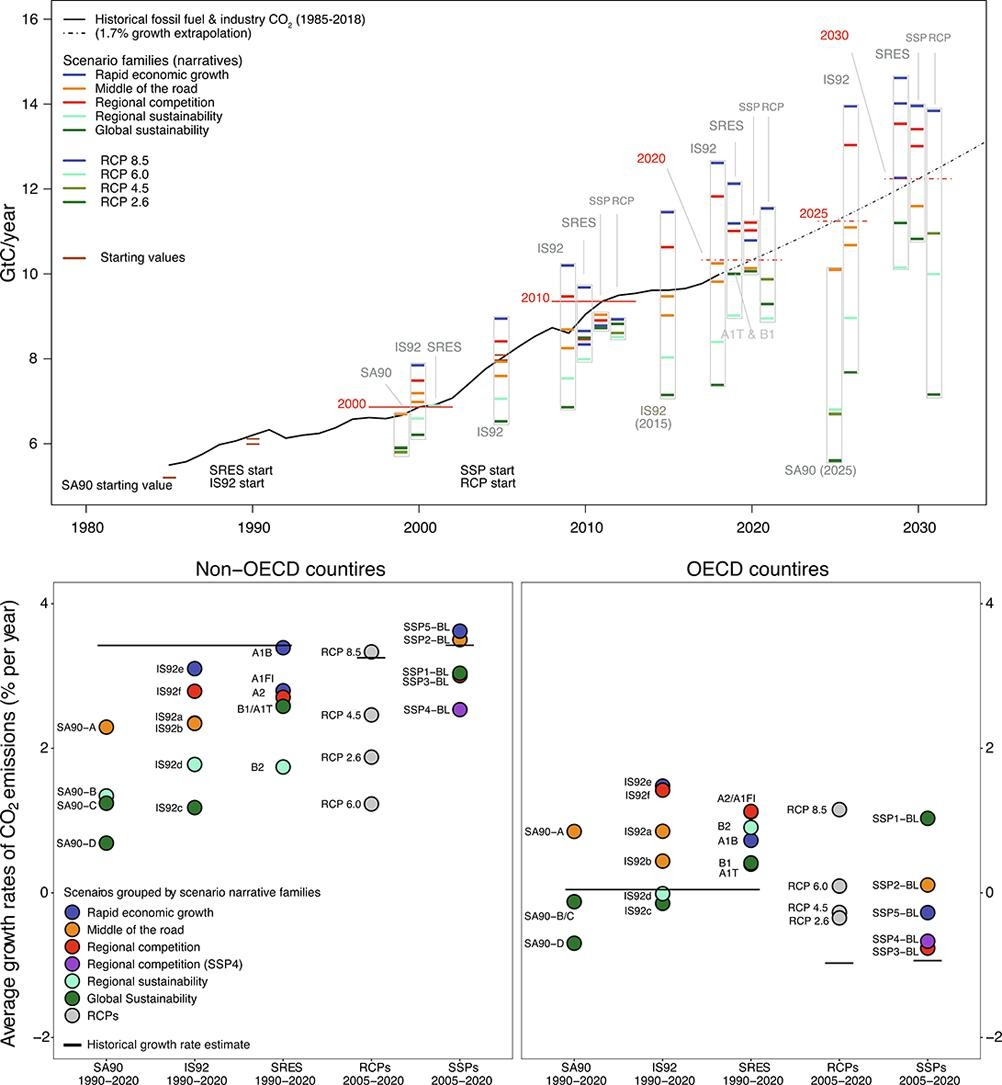 16
14
12
10
8
6
GtC/year
Historical fossil fuel & industry CO2 (1985-2018)
(1.7% growth extrapolation)
Scenario families (narratives)
Rapid economic growth
Middle of the road
Regional competition
Regional sustainability
Global sustainability
RCP 8.5
RCP 6.0
RCP 4.5
RCP 2.6
Starting values
SA90 starting value
SRES start
IS92 start
SSP start
RCP start
2000
SA90
IS92 SRES
IS92
2010
IS92
SRES
SSP RCP
IS92
(2015)
2020
IS92
SRES
SSP RCP
A1T & B1
2025
IS92
SA90 (2025)
2030
SRES
SSP RCP
1980 1990 2000 2010 2020 2030
Non-OECD countires
OECD countires
Average growth rates of CO2 emissions (% per year)
4
2
0
-2
SA90-A
SA90-B
SA90-C
SA90-D
IS92e
IS92f
IS92a
IS92b
IS92d
IS92c
A1B
A1FI
A2
B1/A1T
B2
RCP 8.5
RCP 4.5
RCP 2.6
RCP 6.0
SSP5-BL
SSP2-BL
SSP1-BL
SSP3-BL
SSP4-BL
Scenarios grouped by scenario narrative families
Rapid economic growth
Middle of the road
Regional competition
Regional competition (SSP4)
Regional sustainability
Global Sustainability
RCPs
Historical growth rate estimate
SA90 IS92 SRES RCPs SSPs
1990-2020 1990-2020 1990-2020 2005-2020 2005-2020
SA90-A
SA90-B/C
SA90-D
IS92e
IS92f
IS92a
IS92b
IS92d
IS92c
A2/A1FI
B2
A1B
B1
A1T
RCP 8.5
RCP 6.0
RCP 4.5
RCP 2.6
SSP1-BL
SSP2-BL
SSP5-BL
SSP4-BL
SSP3-BL
4
2
0
-2
SA90 IS92 SRES RCPs SSPs
1990-2020 1990-2020 1990-2020 2005-2020 2005-2020